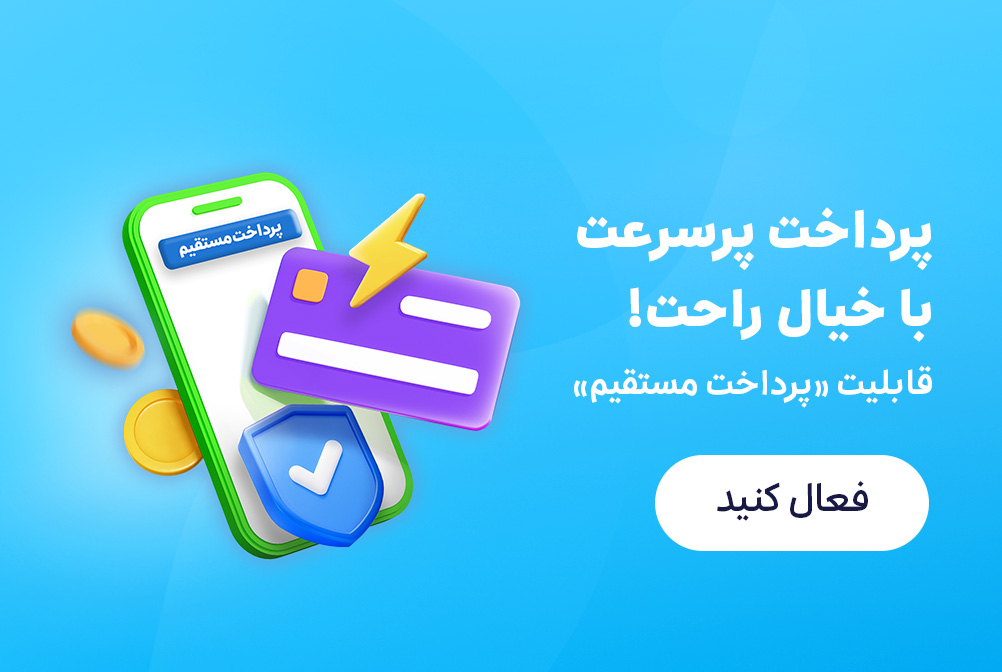 پرداخت پرسرعت
با خیال راحت!
قابلیت «پرداخت مستقیم»
فعال کنید
پرداخت مستقیم